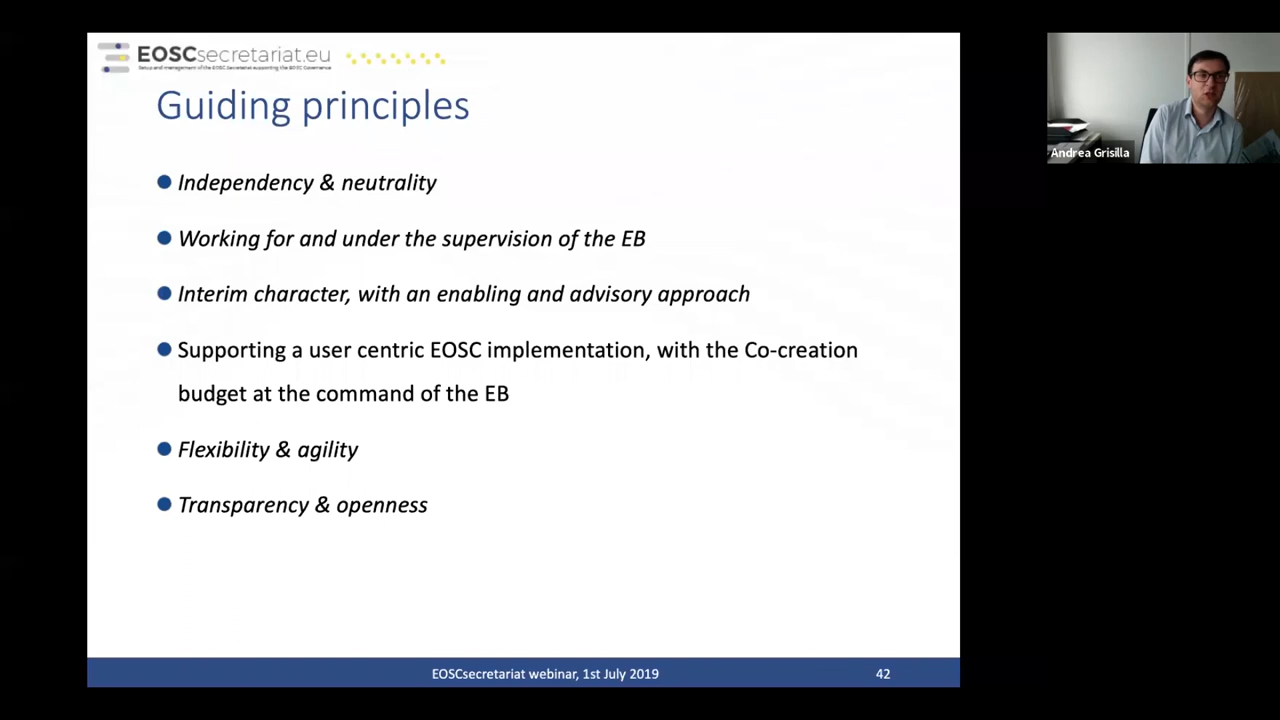 EOSCsecretariat.eu
Setup and management of the EOSC Secretariat supporting the EOSC Governance
Guiding principles
Independency & neutrality
Working for and under the supervision of the EB
Interim character, with an enabling and advisory approach
Supporting a user centric EOSC implementation, with the Co-creation
budget at the command of the EB
Flexibility & agility
Transparency & openness
EOSCsecretariat webinar, 1st July 2019
42
Andrea Grisilla